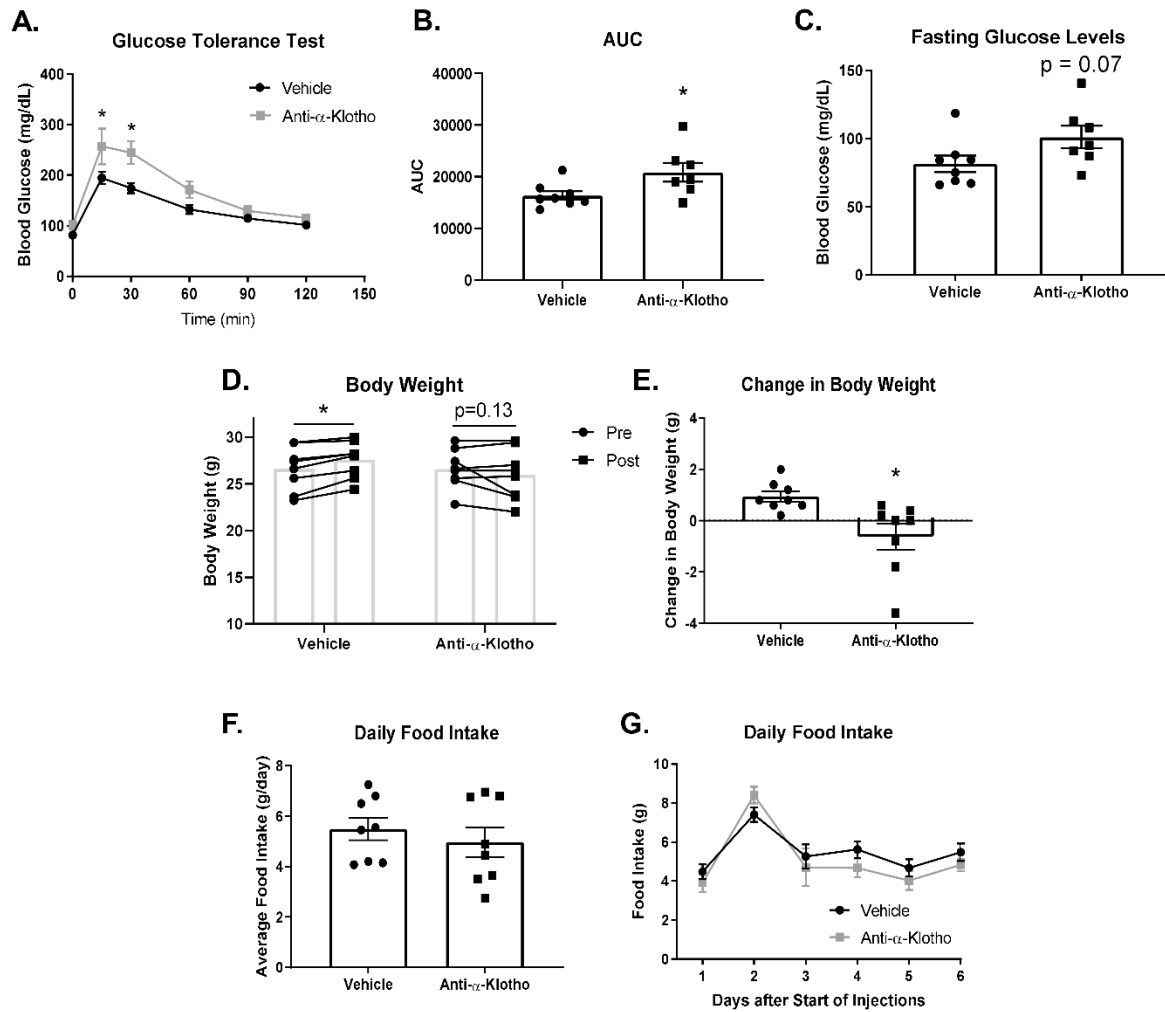 A.
Glucose Tolerance Test
Blood Glucose (mg/dL)
400
300
200
100
0
* *
Vehicle
Anti-α-Klotho
0 30 60 90 120 150
Time (min)
B.
AUC
AUC
40000
30000
20000
10000
0
*
Vehicle Anti-α-Klotho
C.
Fasting Glucose Levels
p = 0.07
Blood Glucose (mg/dL)
150
100
50
0
Vehicle Anti-α-Klotho
D.
Body Weight
* p=0.13
Body Weight (g)
30
25
20
15
10
Pre
Post
Vehicle Anti-α-Klotho
E.
Change in Body Weight
Change in Body Weight (g)
4
2
0
-2
-4
*
Vehicle Anti-α-Klotho
F.
Daily Food Intake
Average Food Intake (g/day)
8
6
4
2
0
Vehicle Anti-α-Klotho
G.
Daily Food Intake
Food Intake (g)
10
8
6
4
2
0
Vehicle
Anti-α-Klotho
1 2 3 4 5 6
Days after Start of Injections